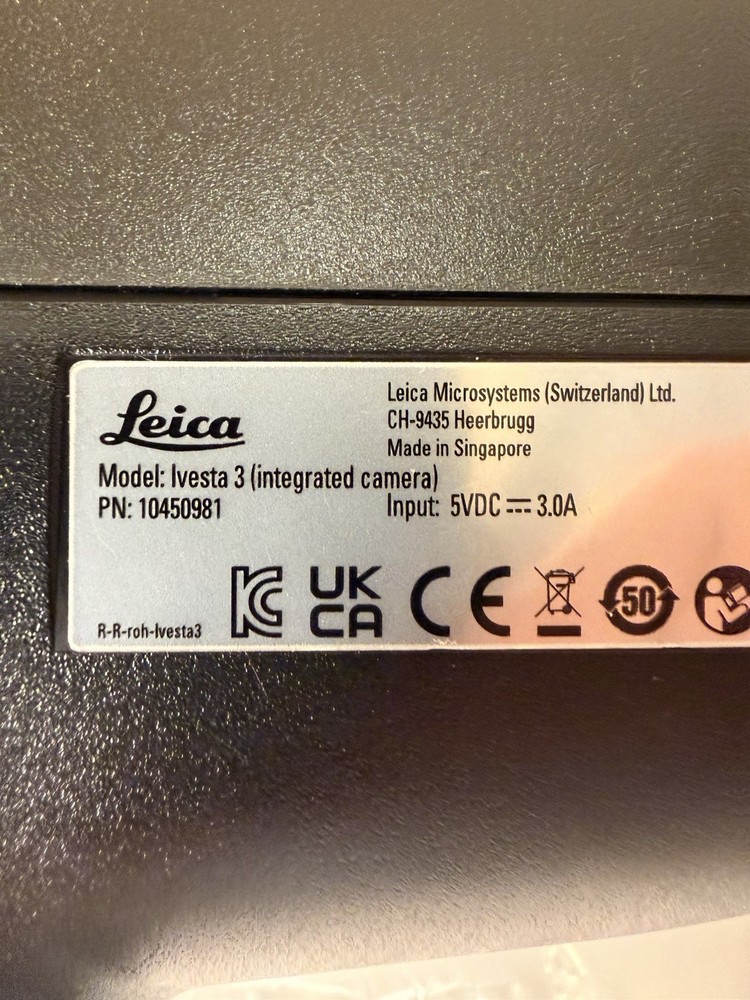 Leica
Leica Microsystems (Switzerland) Ltd.
CH-9435 Heerbrugg
Made in Singapore
Model: Ivesta 3 (integrated camera)
PN: 10450981
Input: 5VDC ⎓ 3.0A
R-R-roh-Ivesta3
KC
UK
CA
CE
50